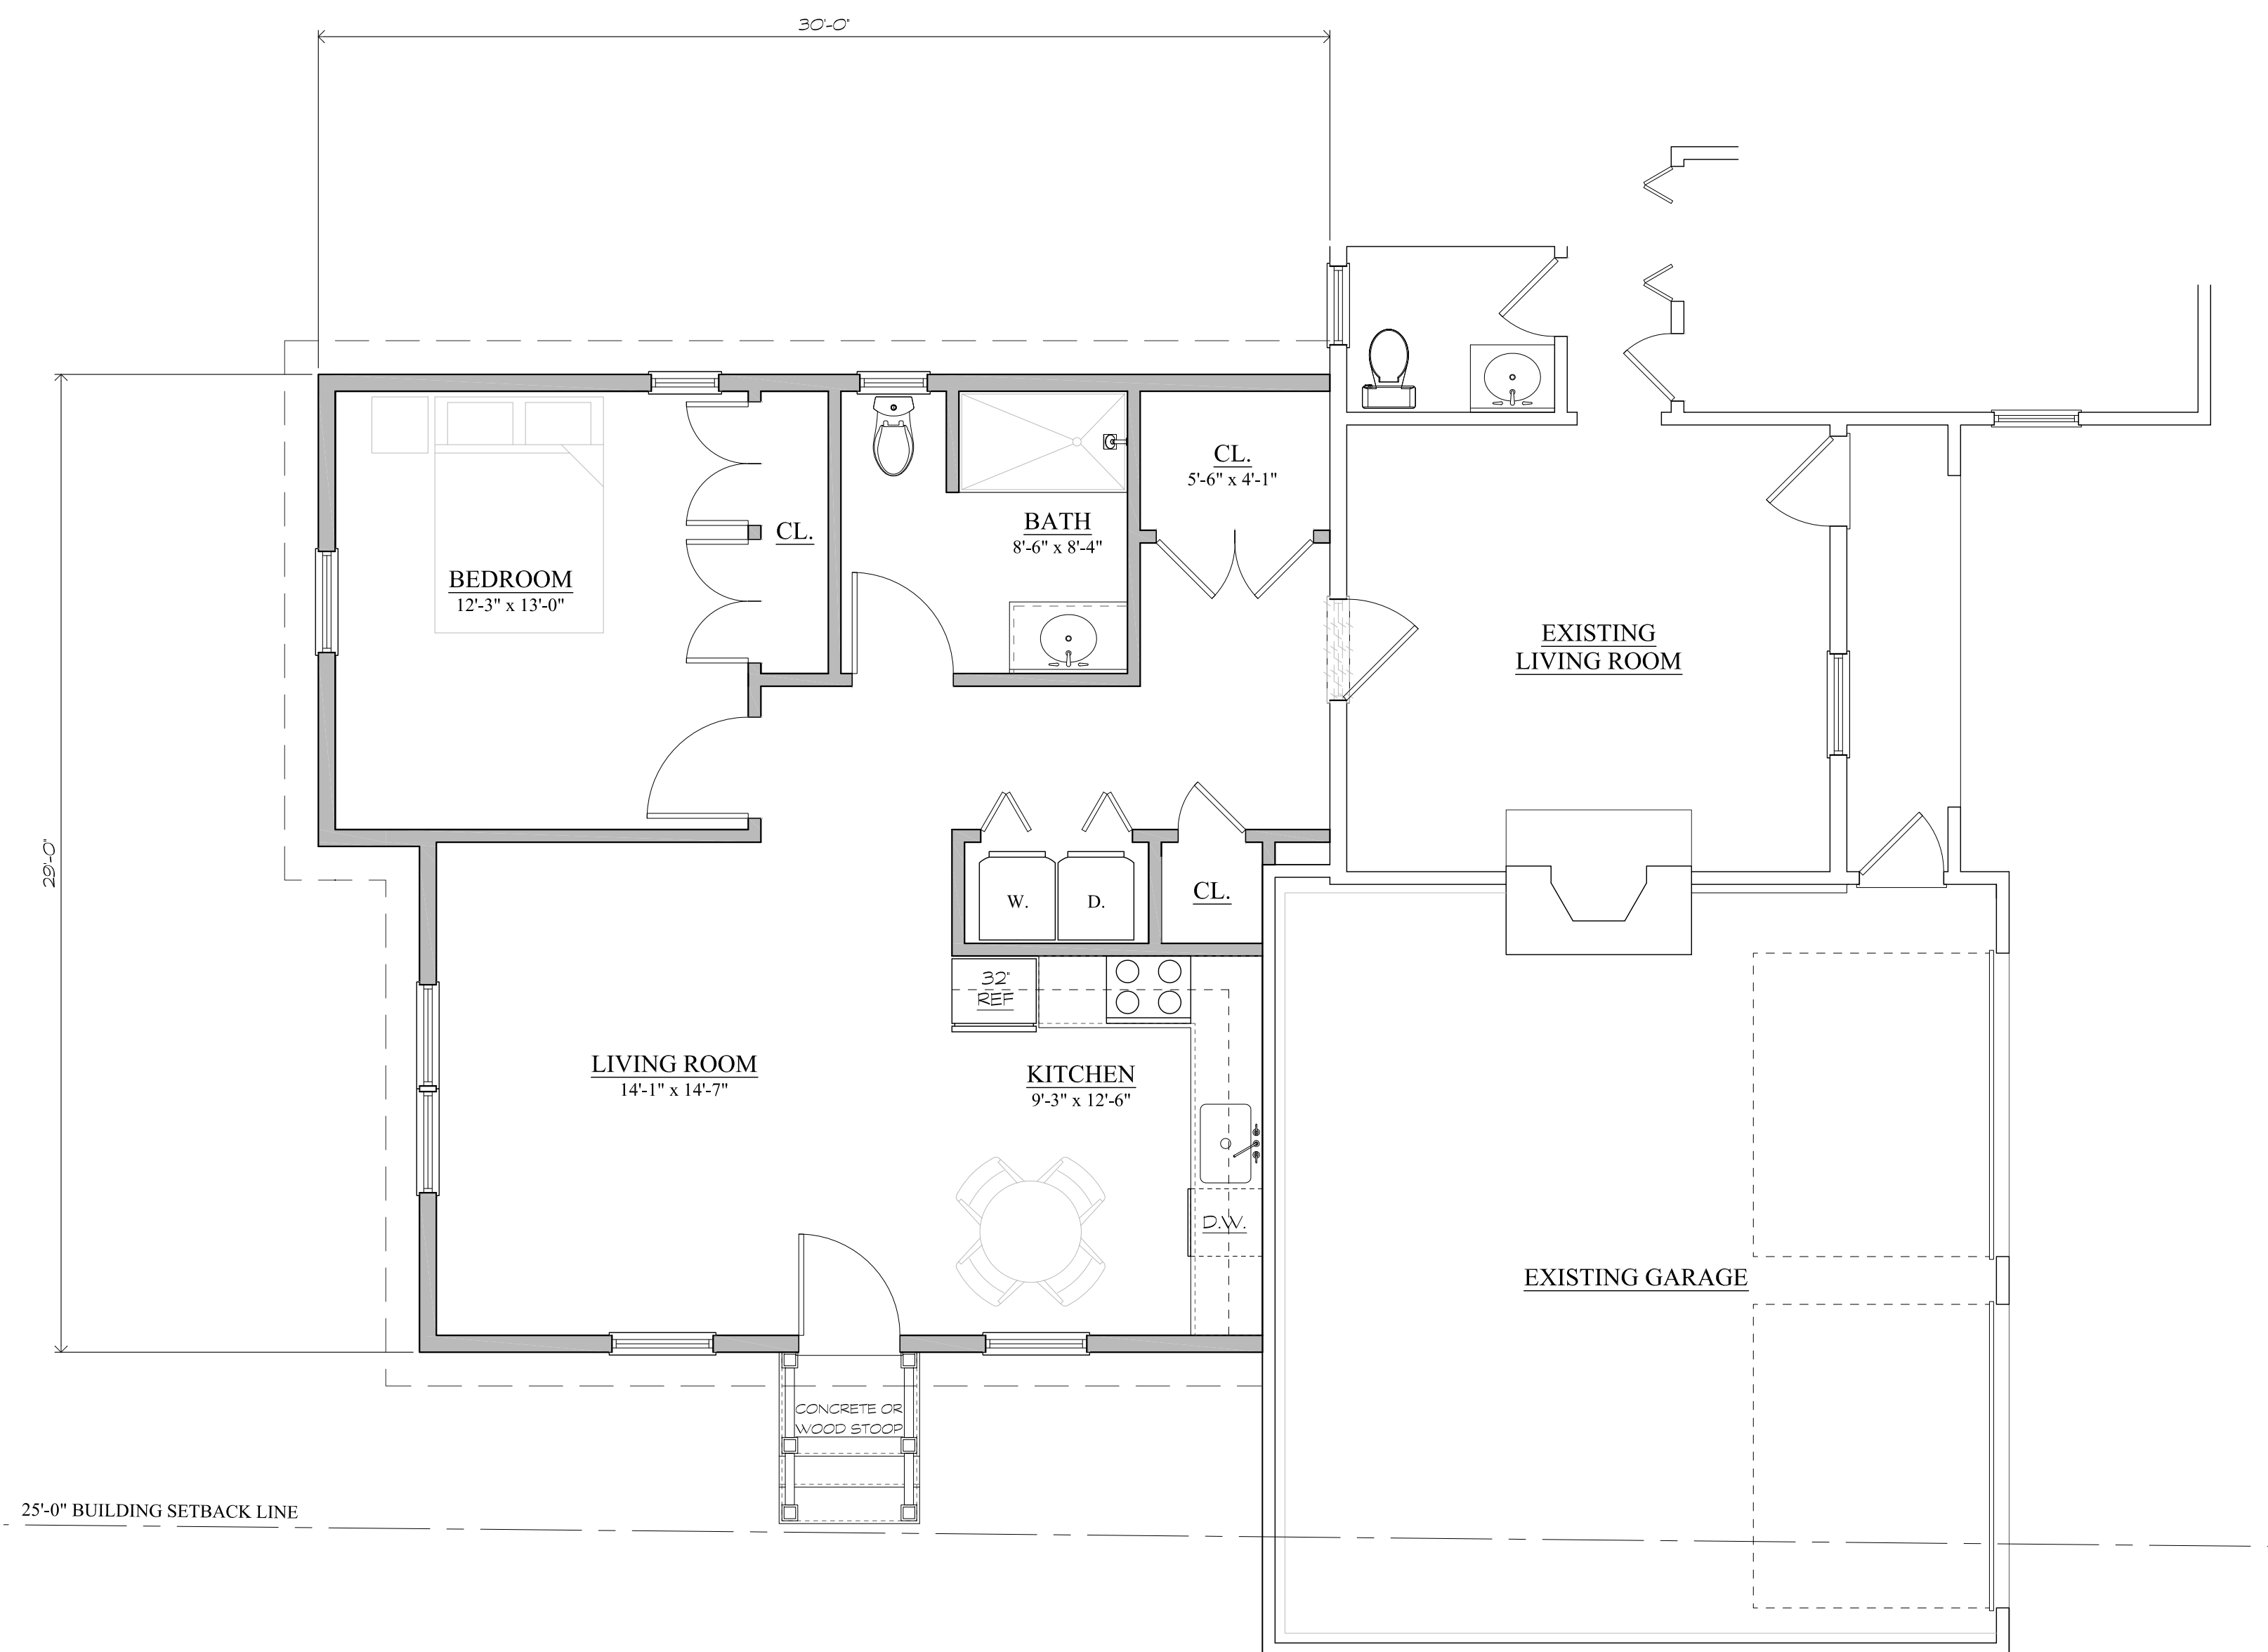 30'-0"
CL.
5'-6" x 4'-1"
BATH
8'-6" x 8'-4"
CL.
BEDROOM
12'-3" x 13'-0"
EXISTING
LIVING ROOM
29'-0"
W.
D.
CL.
32"
REF
LIVING ROOM
14'-1" x 14'-7"
KITCHEN
9'-3" x 12'-6"
D.W.
EXISTING GARAGE
CONCRETE OR
WOOD STOOP
25'-0" BUILDING SETBACK LINE